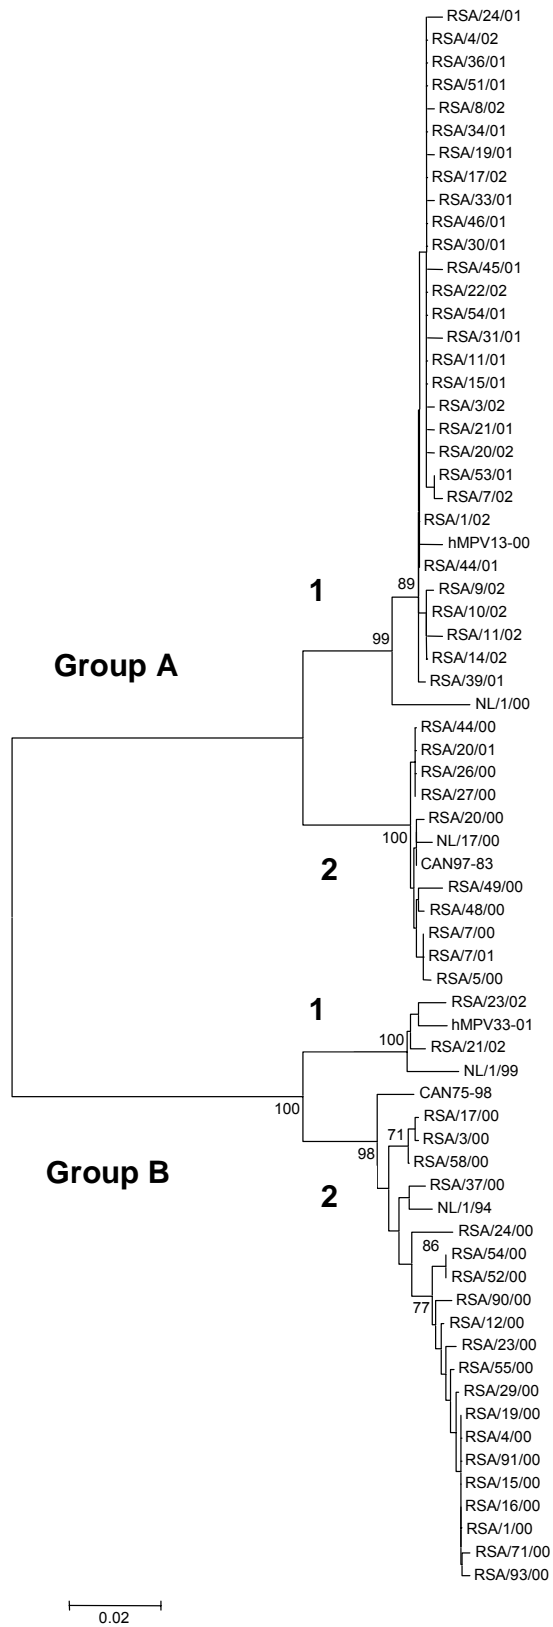 RSA/24/01
RSA/4/02
RSA/36/01
RSA/51/01
RSA/8/02
RSA/34/01
RSA/19/01
RSA/17/02
RSA/33/01
RSA/46/01
RSA/30/01
RSA/45/01
RSA/22/02
RSA/54/01
RSA/31/01
RSA/11/01
RSA/15/01
RSA/3/02
RSA/21/01
RSA/20/02
RSA/53/01
RSA/7/02
RSA/1/02
hMPV13-00
RSA/44/01
89
1
RSA/9/02
RSA/10/02
RSA/11/02
99
RSA/14/02
Group A
RSA/39/01
NL/1/00
RSA/44/00
RSA/20/01
RSA/26/00
RSA/27/00
RSA/20/00
100
NL/17/00
CAN97-83
2
RSA/49/00
RSA/48/00
RSA/7/00
RSA/7/01
RSA/5/00
RSA/23/02
1
hMPV33-01
100
RSA/21/02
NL/1/99
CAN75-98
100
RSA/17/00
71
RSA/3/00
98
RSA/58/00
Group B
RSA/37/00
2
NL/1/94
RSA/24/00
86
RSA/54/00
RSA/52/00
RSA/90/00
77
RSA/12/00
RSA/23/00
RSA/55/00
RSA/29/00
RSA/19/00
RSA/4/00
RSA/91/00
RSA/15/00
RSA/16/00
RSA/1/00
RSA/71/00
RSA/93/00
0.02